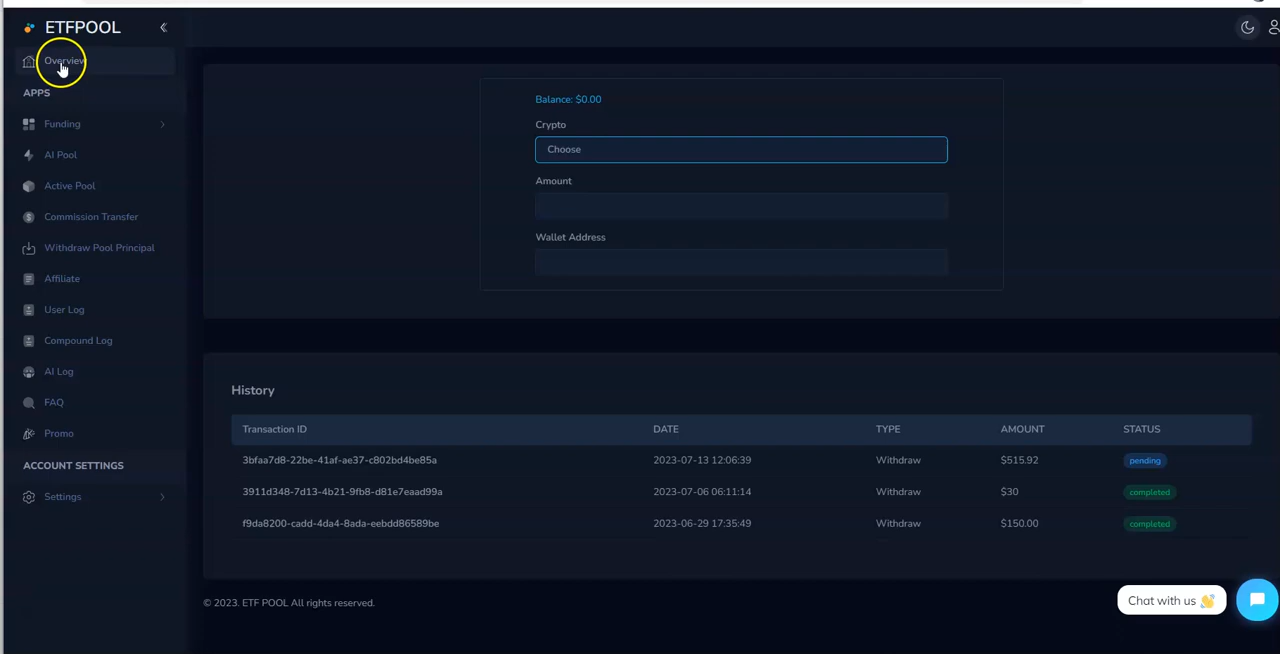 ETFPOOL
Overview
APPS
Funding
AI Pool
Active Pool
Commission Transfer
Withdraw Pool Principal
Affiliate
User Log
Compound Log
AI Log
FAQ
Promo
ACCOUNT SETTINGS
Settings
Balance: $0.00
Crypto
Choose
Amount
Wallet Address
History
Transaction ID DATE TYPE AMOUNT STATUS
3bfaa7d8-22be-41af-ae37-c802bd4be85a 2023-07-13 12:06:39 Withdraw $515.92 pending
3911d348-7d13-4b21-9fb8-d81e7eaad99a 2023-07-06 06:11:14 Withdraw $30 completed
f9da8200-cadd-4da4-8ada-eebdd86589be 2023-06-29 17:35:49 Withdraw $150.00 completed
© 2023. ETF POOL All rights reserved.
Chat with us 👋